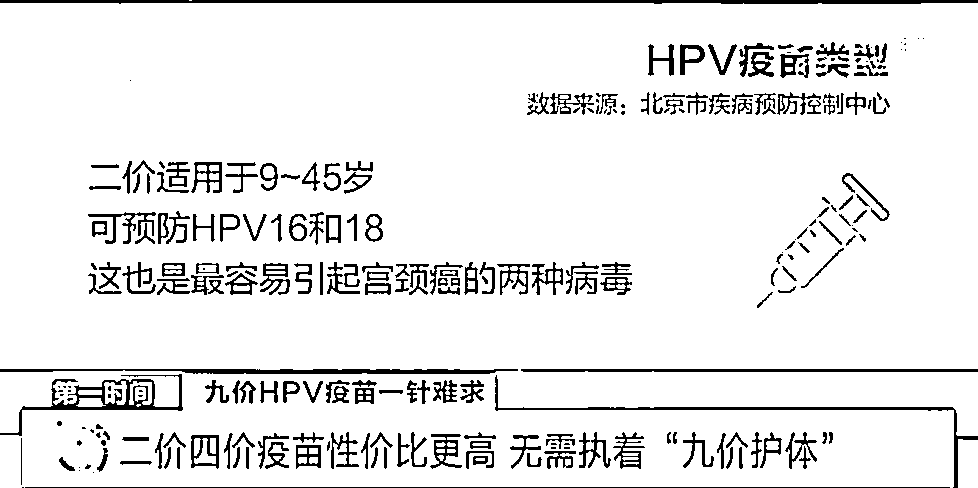 HPV疫苗类型
数据来源：北京市疾病预防控制中心
二价适用于9~45岁
可预防HPV16和18
这也是最容易引起宫颈癌的两种病毒
第一时间
九价HPV疫苗一针难求
二价四价疫苗性价比更高 无需执着“九价护体”